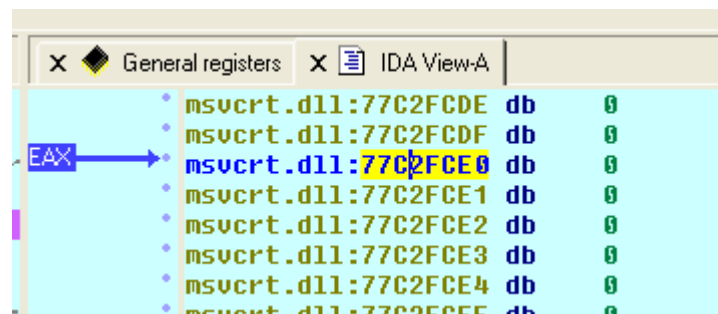 X General registers X IDA View-A
msvcrt.dll:77C2FCDE db 0
msvcrt.dll:77C2FCDF db 0
EAX msvcrt.dll:77C2FCE0 db 0
msvcrt.dll:77C2FCE1 db 0
msvcrt.dll:77C2FCE2 db 0
msvcrt.dll:77C2FCE3 db 0
msvcrt.dll:77C2FCE4 db 0